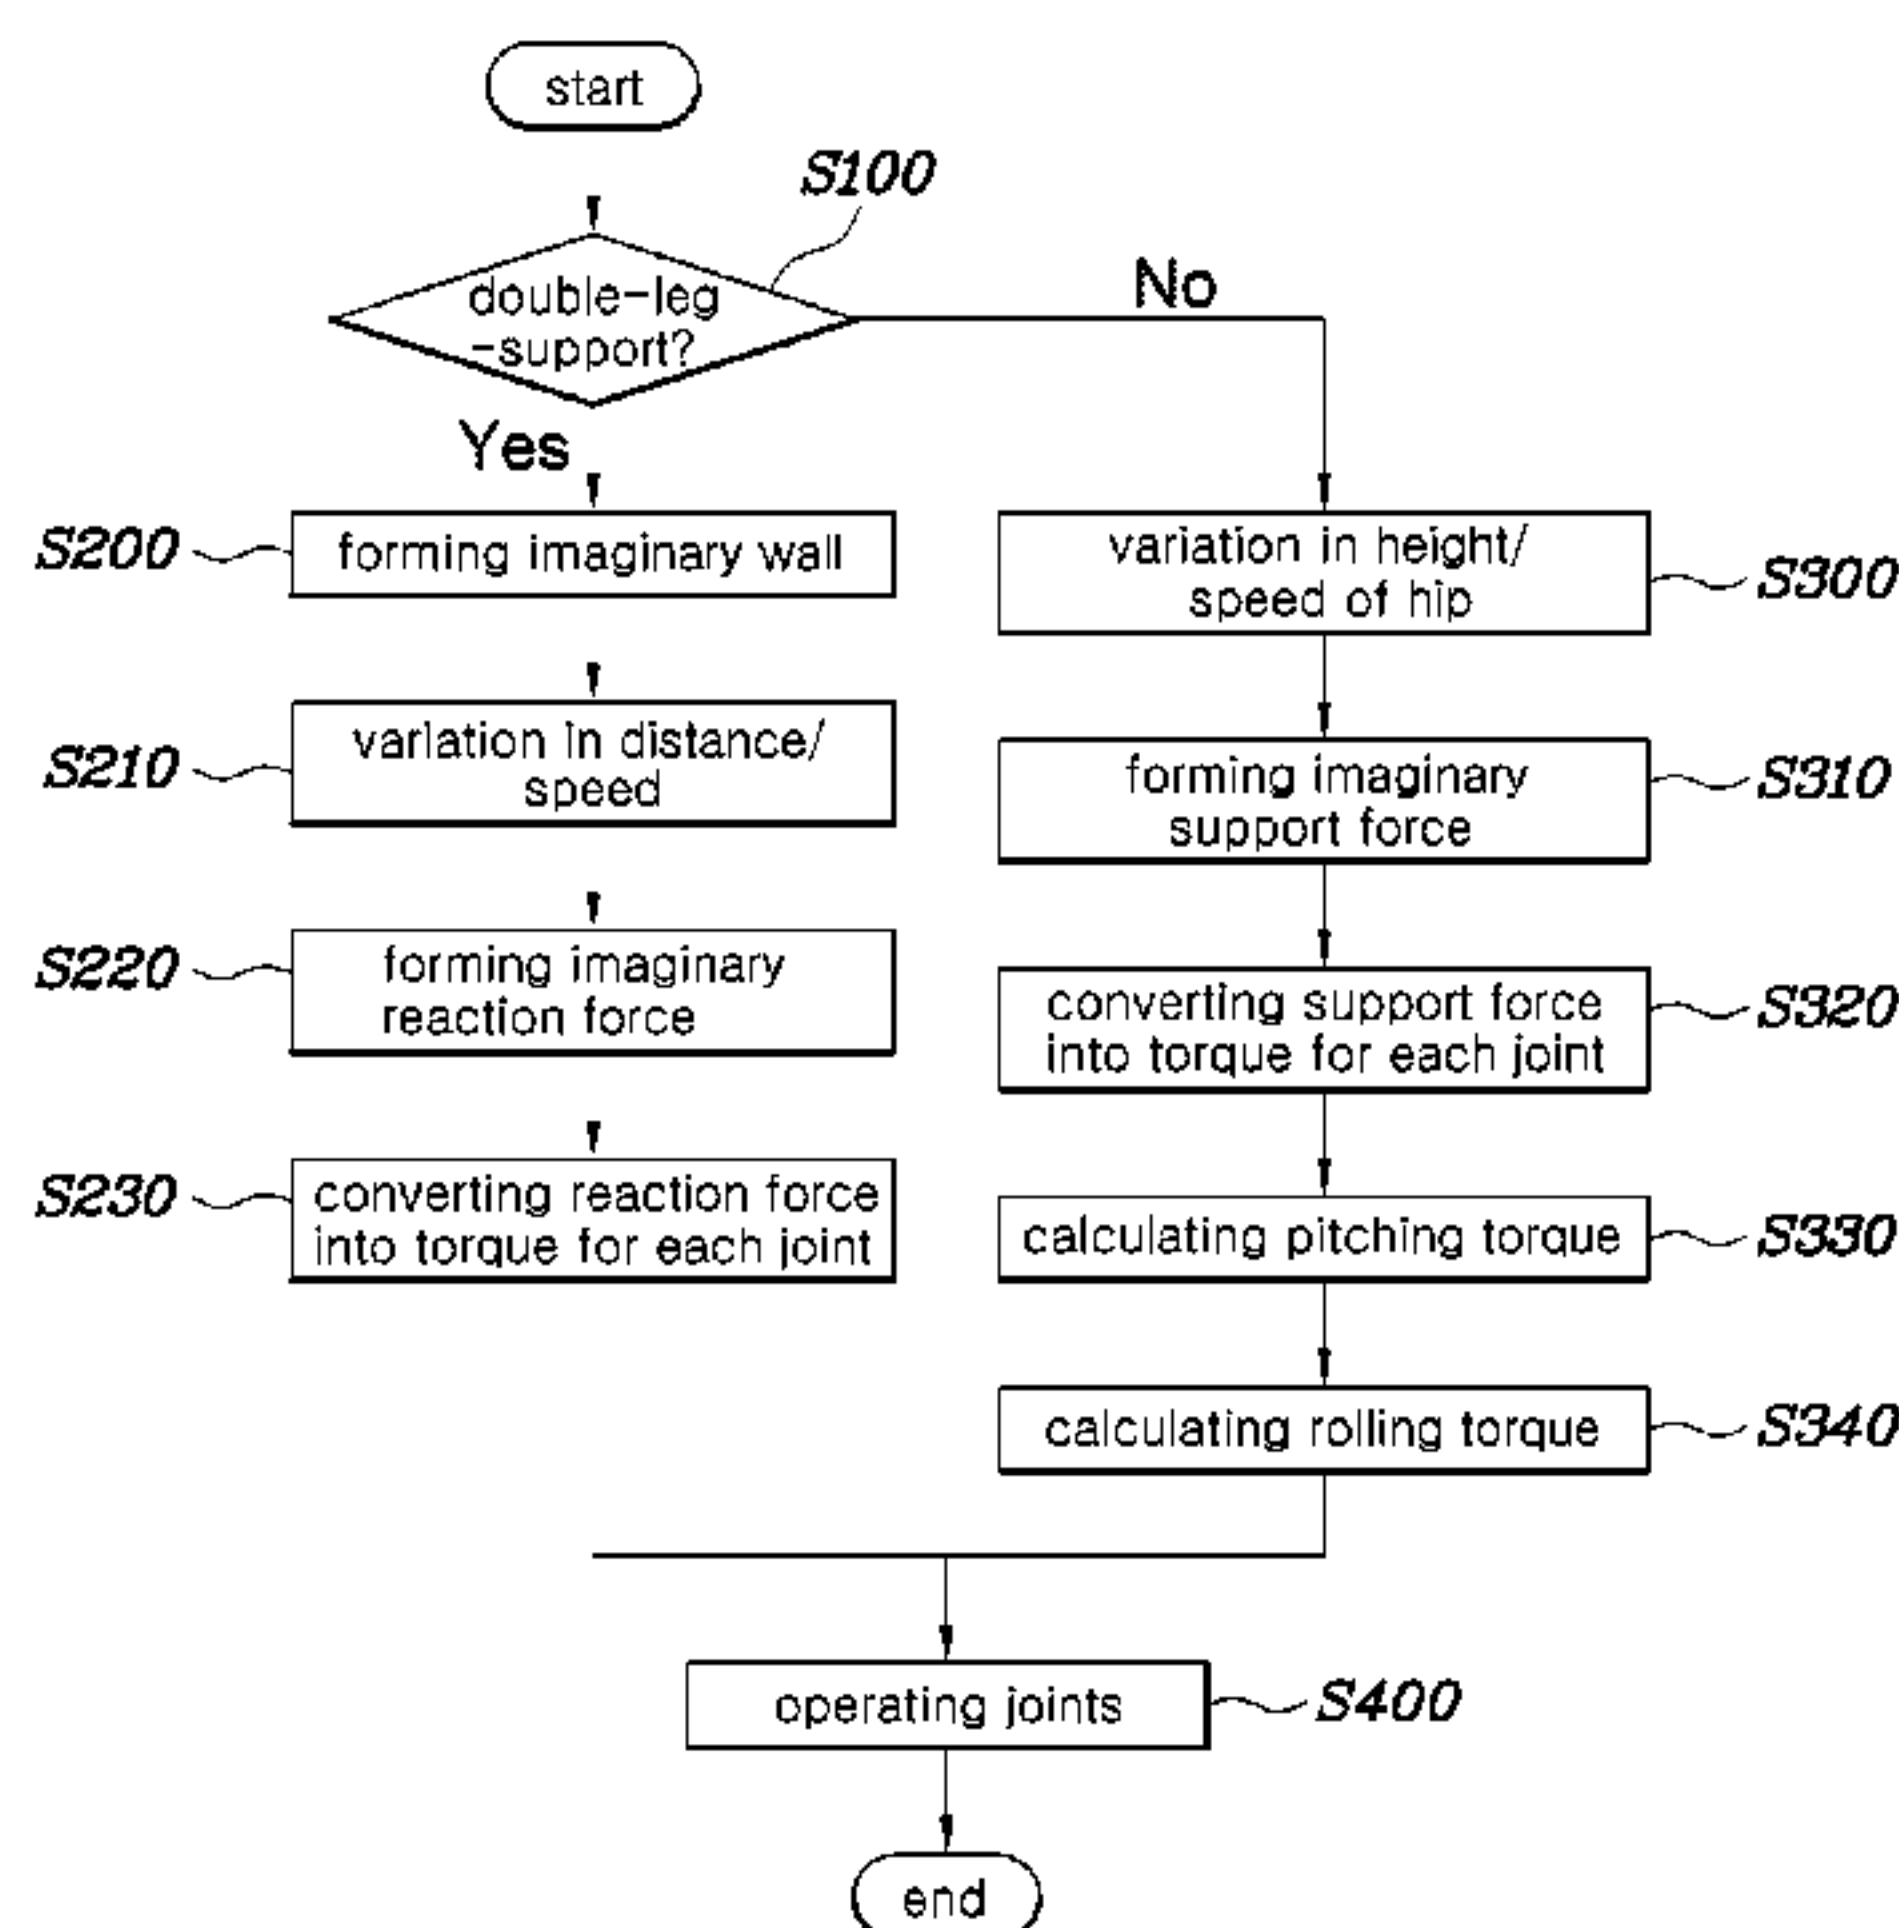 start
S100
double-leg
-support?
No
Yes
S200
forming imaginary wall
S210
variation in distance/
speed
S220
forming imaginary
reaction force
S230
converting reaction force
into torque for each joint
variation in height/
speed of hip
S300
forming imaginary
support force
S310
converting support force
into torque for each joint
S320
calculating pitching torque
S330
calculating rolling torque
S340
operating joints
S400
end